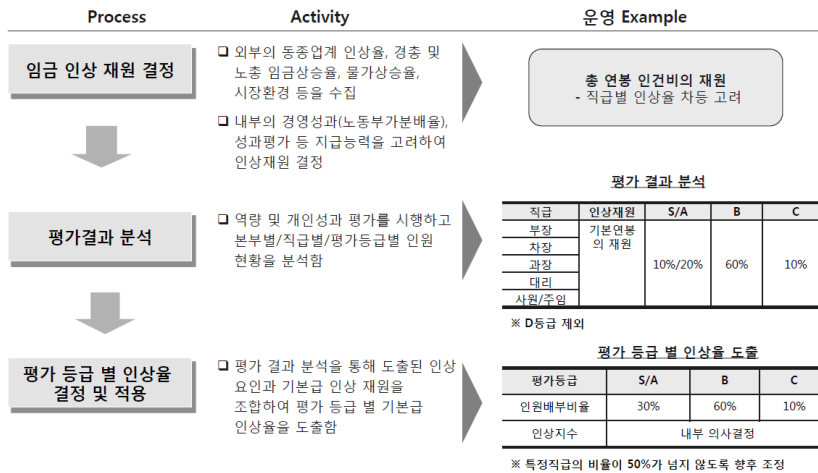 Process
Activity
운영 Example
임금 인상 재원 결정
❑ 외부의 동종업계 인상율, 경총 및
노총 임금상승율, 물가상승율,
시장환경 등을 수집
❑ 내부의 경영성과(노동부가분배율),
성과평가 등 지급능력을 고려하여
인상재원 결정
총 연봉 인건비의 재원
- 직급별 인상율 차등 고려
평가결과 분석
❑ 역량 및 개인성과 평가를 시행하고
본부별/직급별/평가등급별 인원
현황을 분석함
평가 결과 분석
직급 인상재원 S/A B C
부장 기본연봉
의 재원
차장
과장 10%/20% 60% 10%
대리
사원/주임
※ D등급 제외
평가 등급 별 인상율
결정 및 적용
❑ 평가 결과 분석을 통해 도출된 인상
요인과 기본급 인상 재원을
조합하여 평가 등급 별 기본급
인상율을 도출함
평가 등급 별 인상율 도출
평가등급 S/A B C
인원배부비율 30% 60% 10%
인상지수 내부 의사결정
※ 특정직급의 비율이 50%가 넘지 않도록 향후 조정